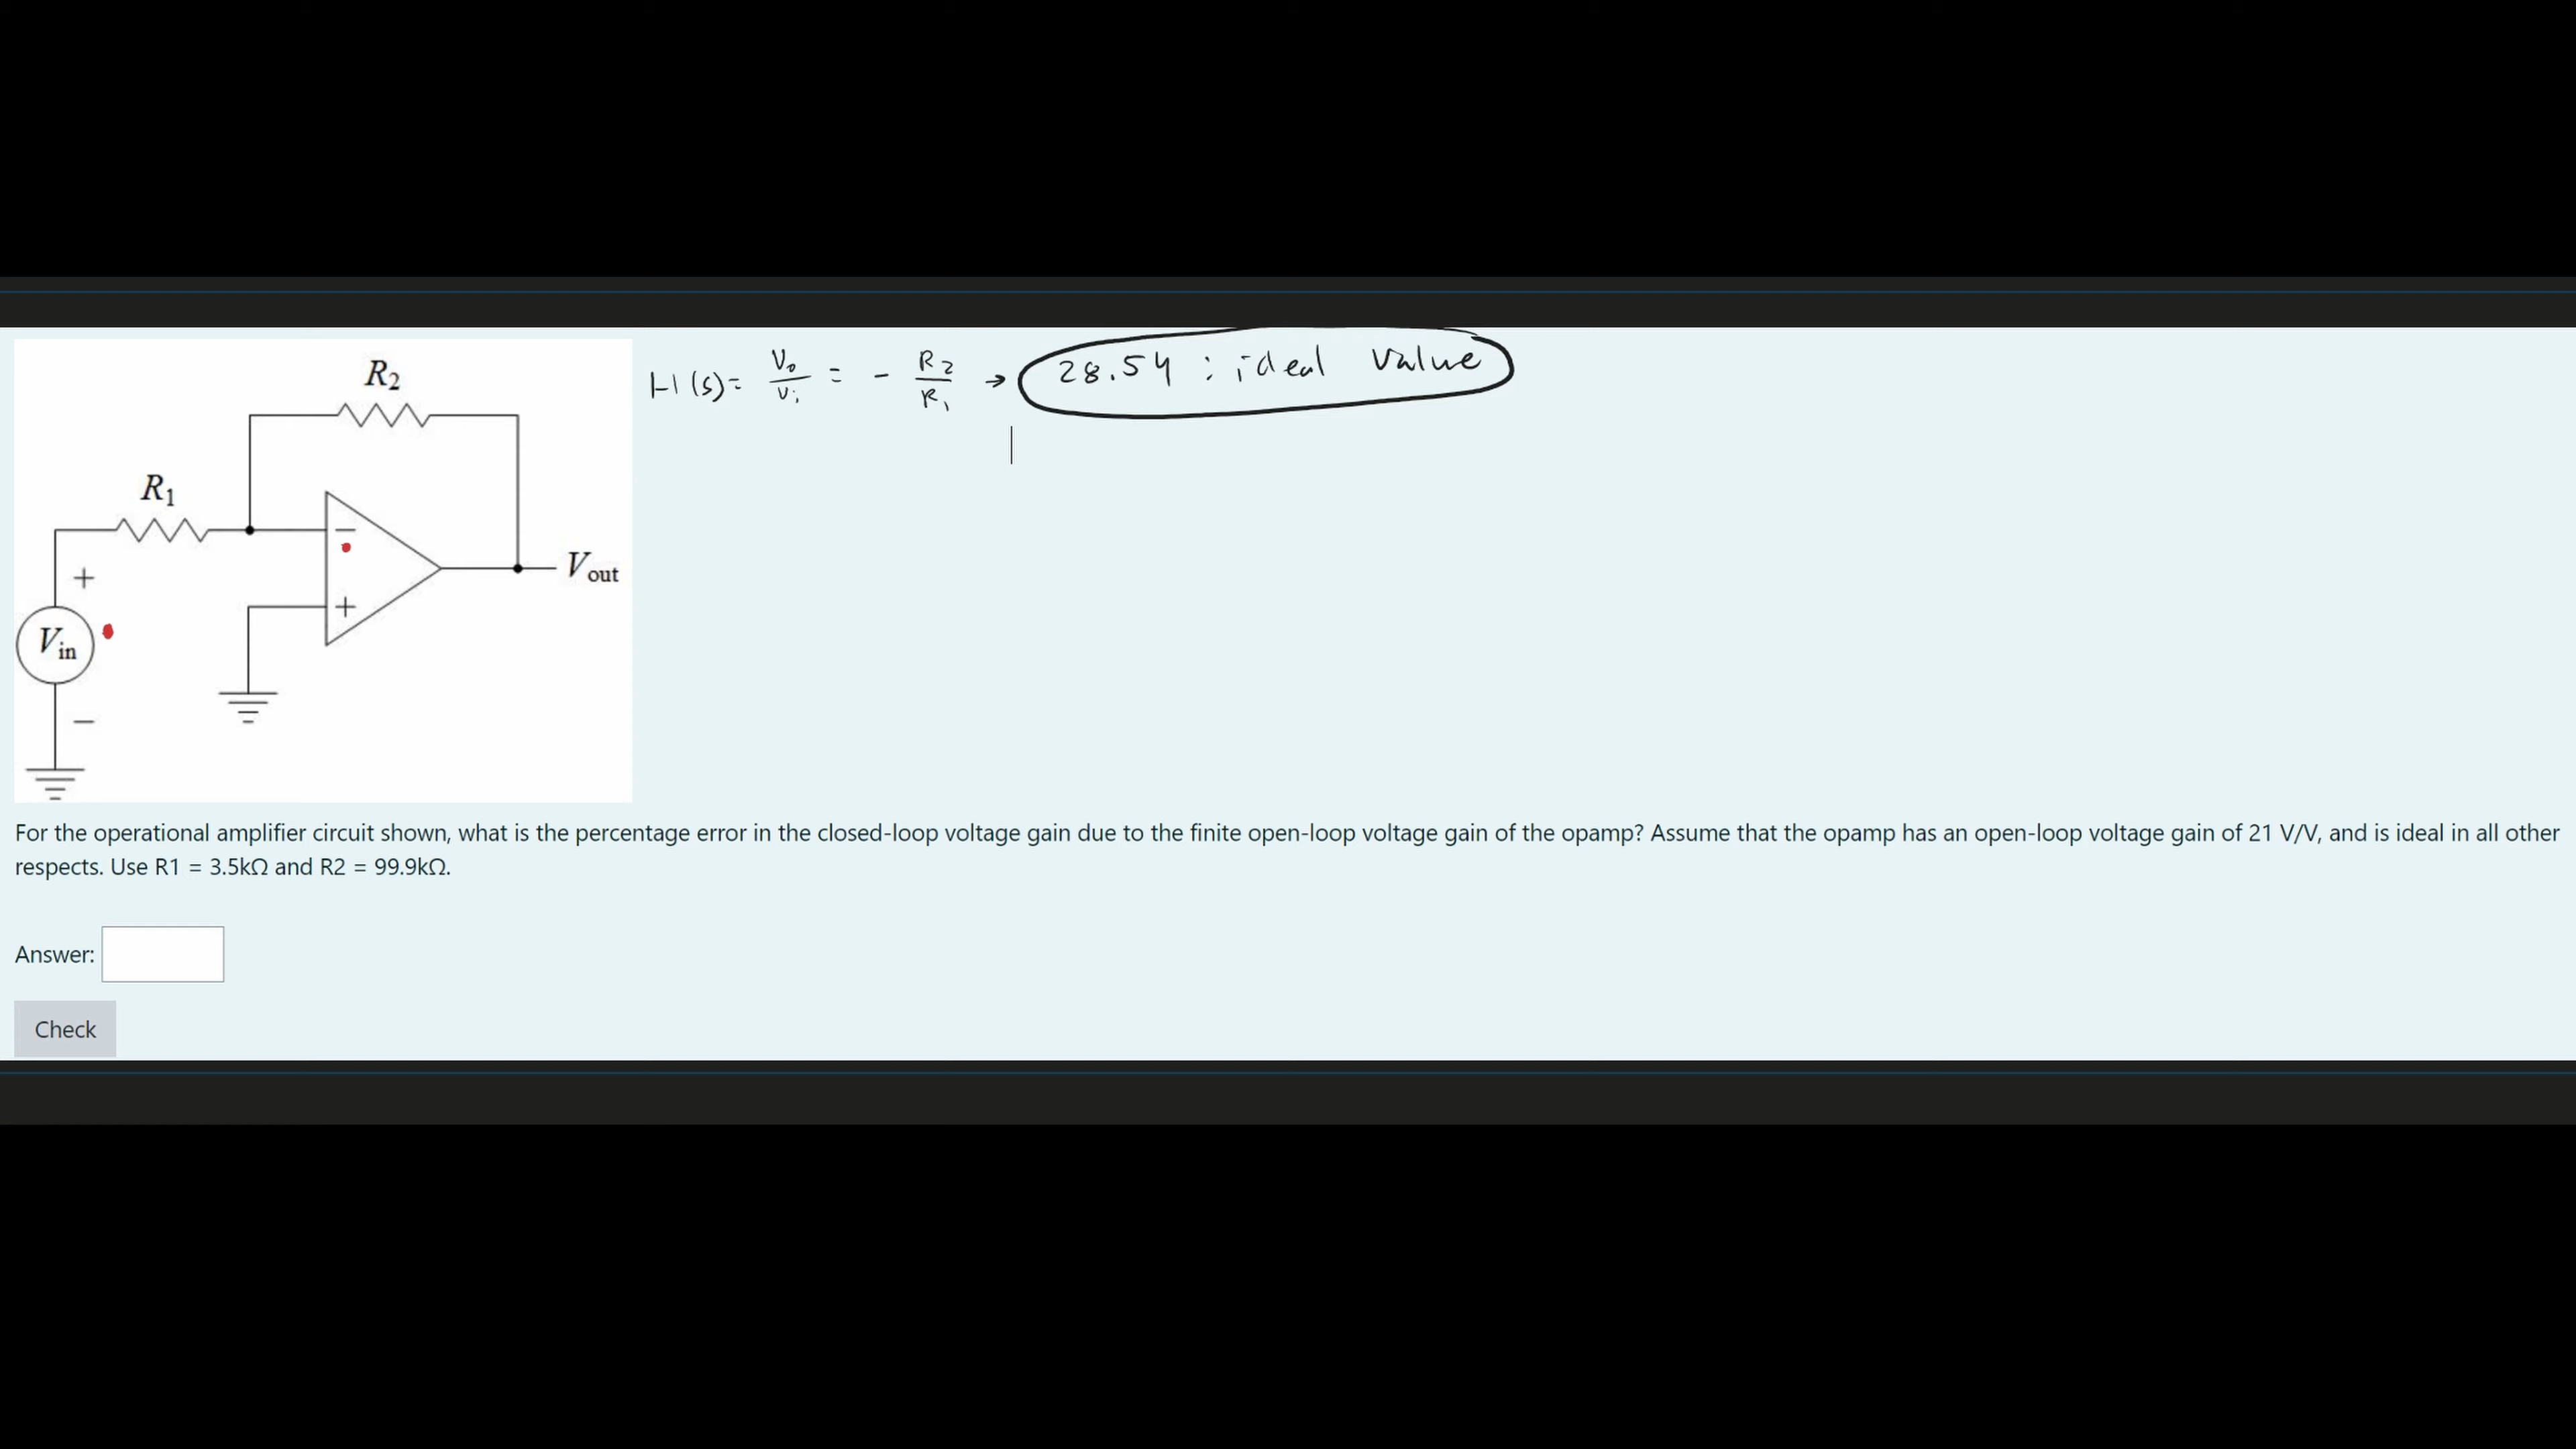 H(s) = Vo/Vi = - R2/R1 → 28.54 : ideal value
R2
R1
−
+
Vout
+
Vin
−
For the operational amplifier circuit shown, what is the percentage error in the closed-loop voltage gain due to the finite open-loop voltage gain of the opamp? Assume that the opamp has an open-loop voltage gain of 21 V/V, and is ideal in all other
respects. Use R1 = 3.5kΩ and R2 = 99.9kΩ.
Answer:
Check